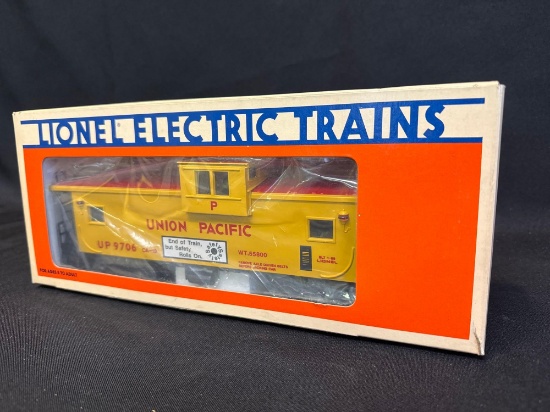 LIONEL ELECTRIC TRAINS
P
UNION PACIFIC
UP 9706
End of Train,
but Safety
Rolls On.
WT-55800